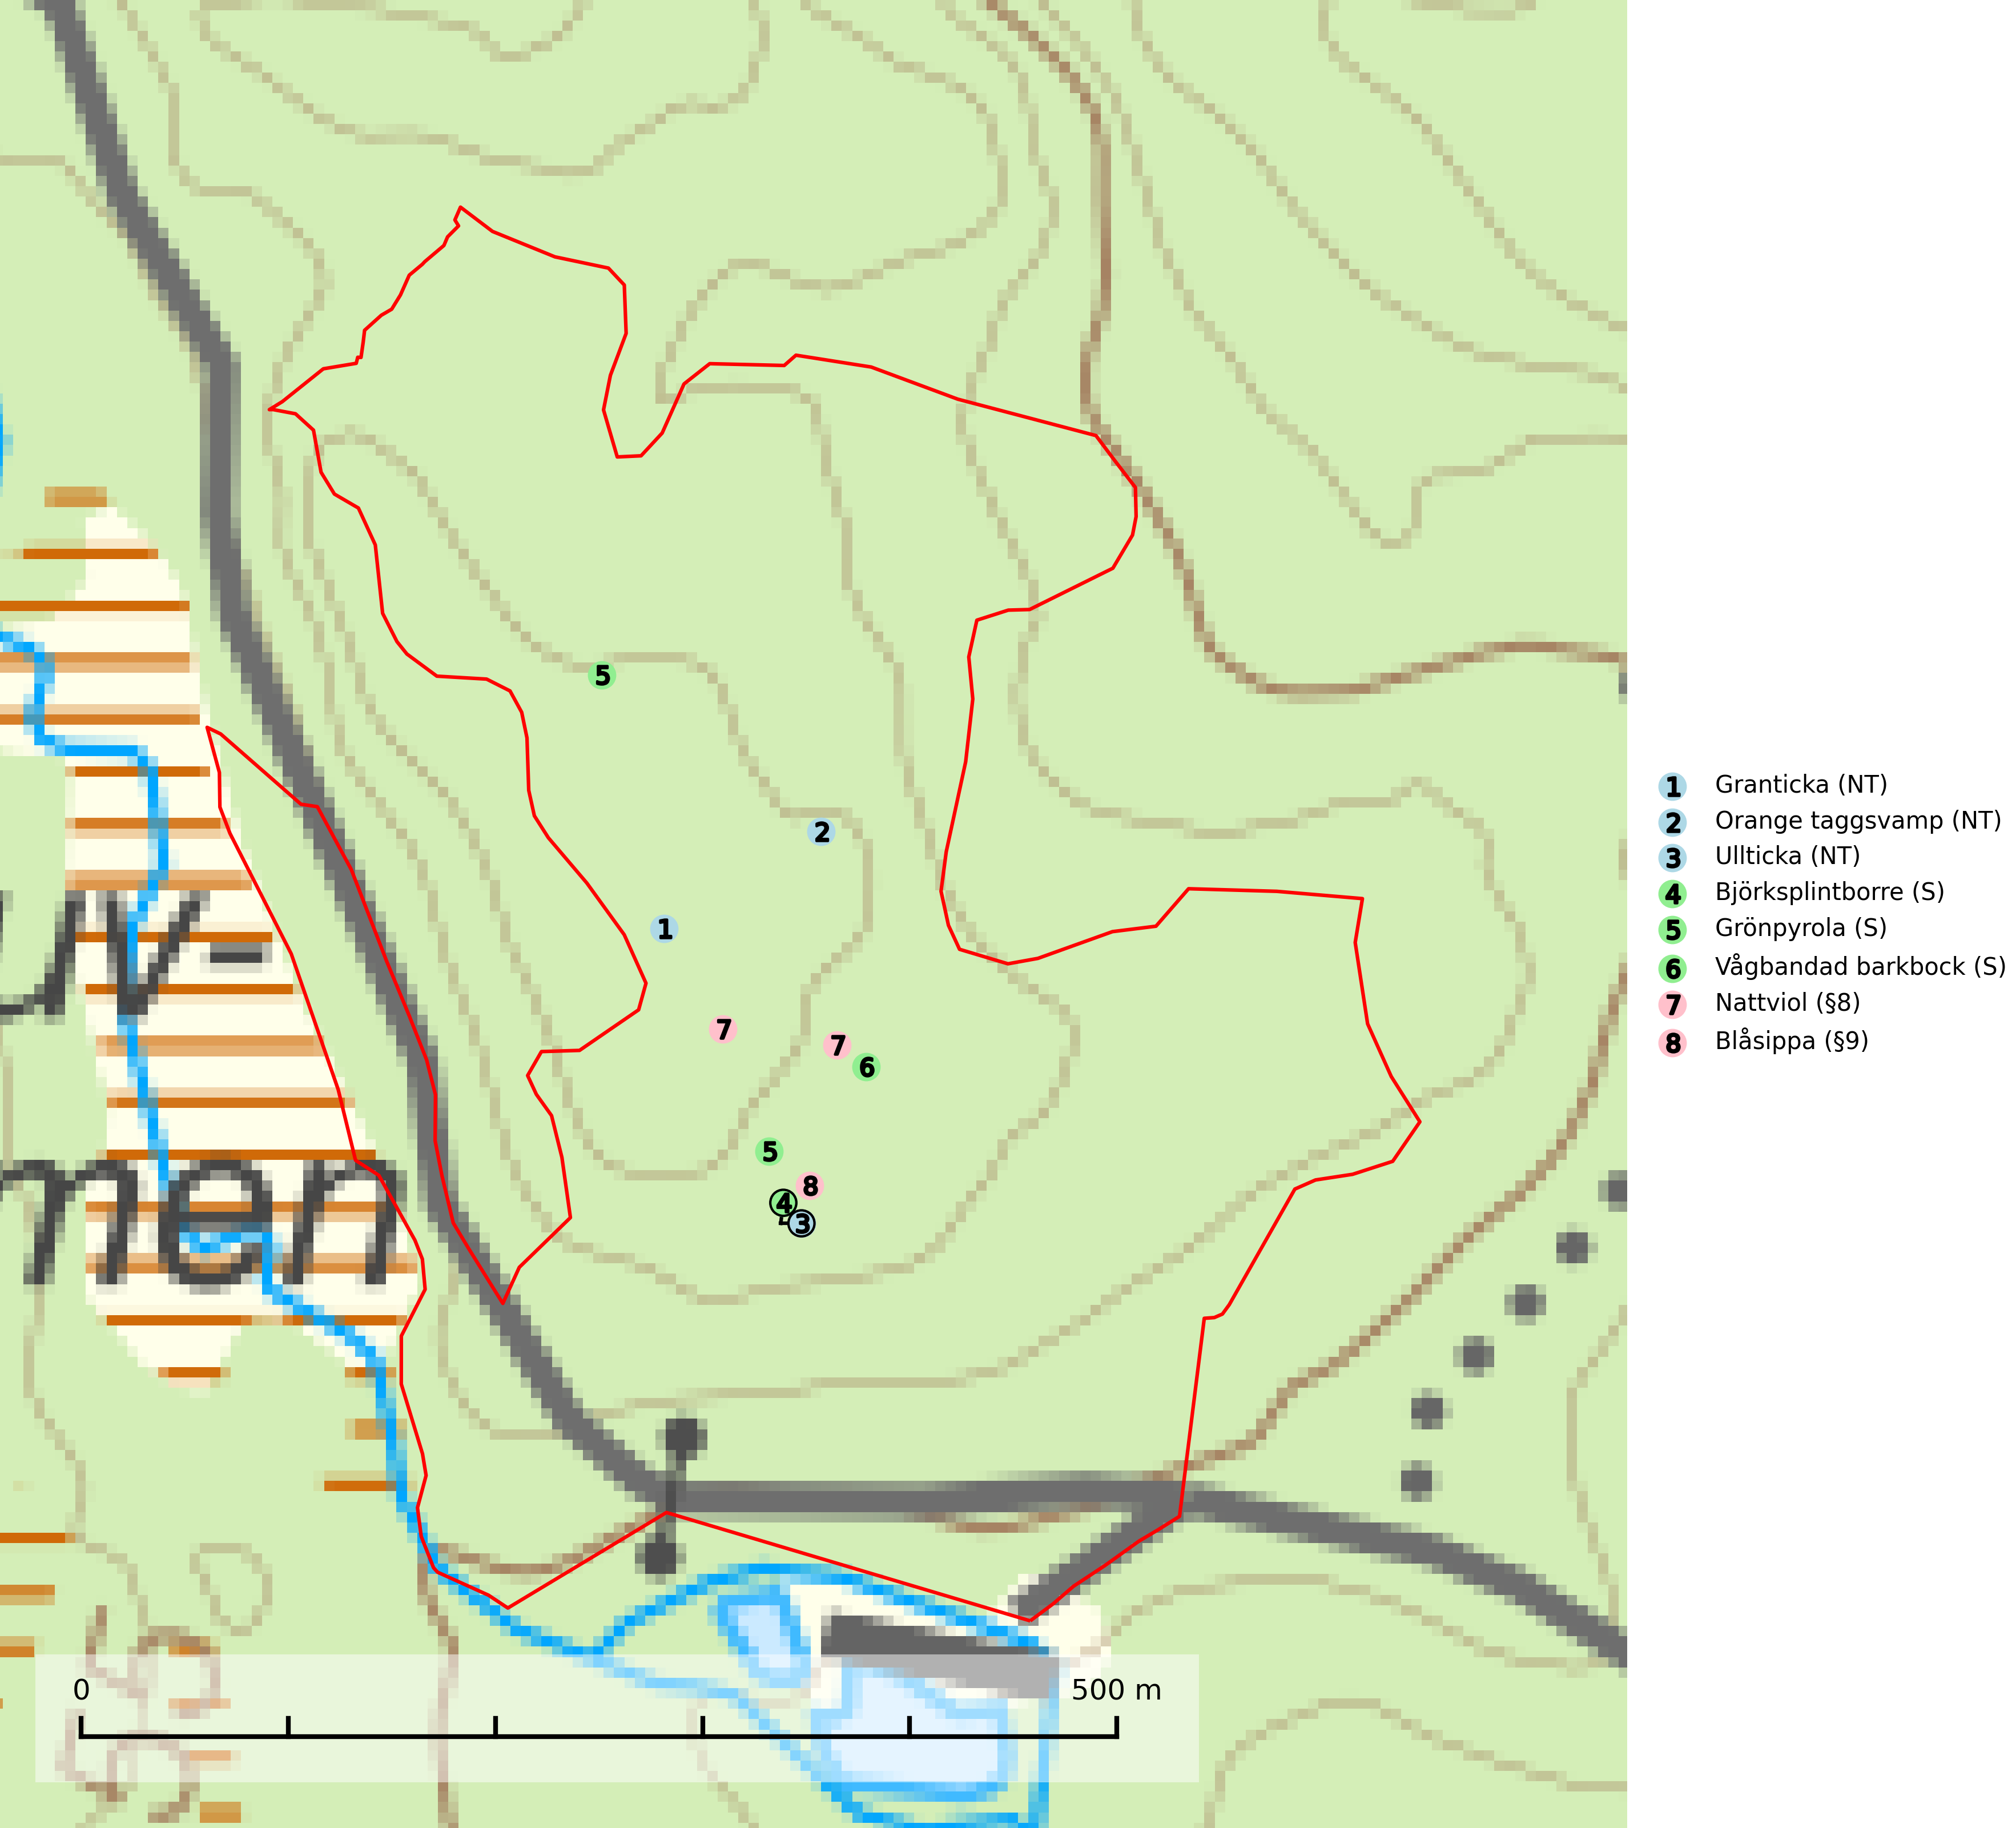 5
2
1
7
7
6
5
8
4
3
men
0
500 m
1 Granticka (NT)
2 Orange taggsvamp (NT)
3 Ullticka (NT)
4 Björksplintborre (S)
5 Grönpyrola (S)
6 Vågbandad barkbock (S)
7 Nattviol (§8)
8 Blåsippa (§9)